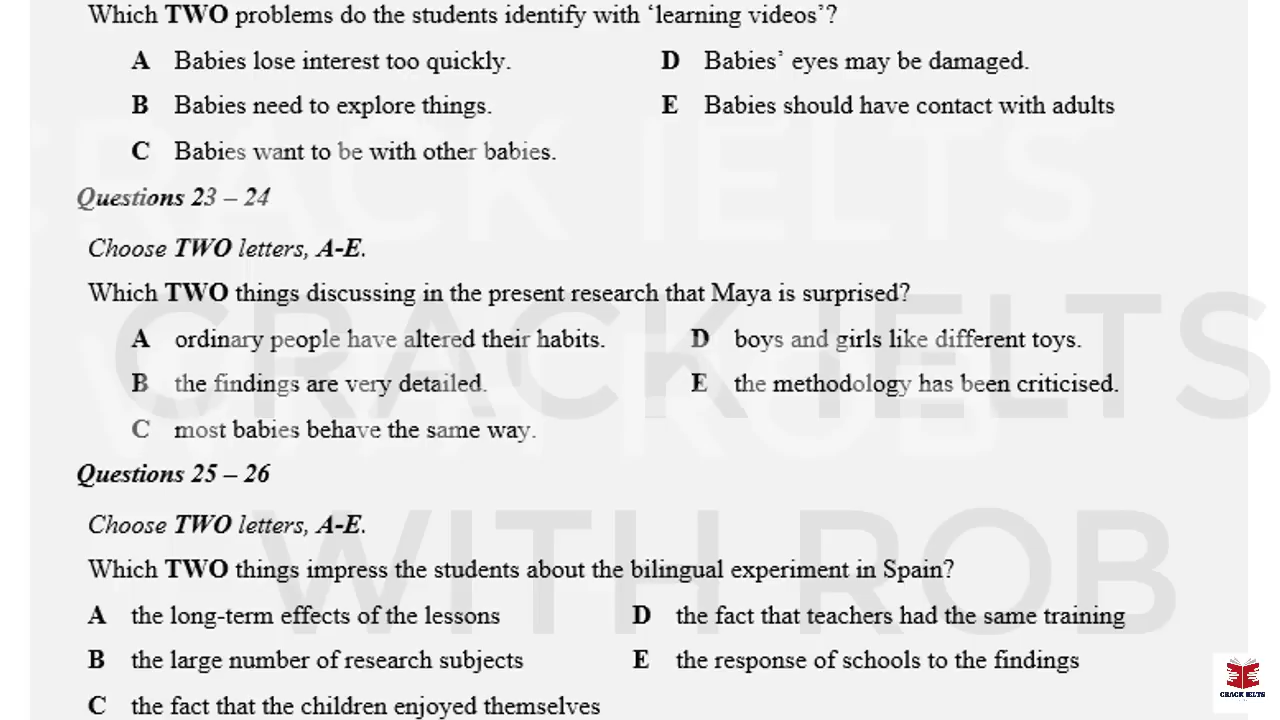 Which TWO problems do the students identify with ‘learning videos’?
A Babies lose interest too quickly.
D Babies’ eyes may be damaged.
B Babies need to explore things.
E Babies should have contact with adults
C Babies want to be with other babies.
Questions 23 – 24
Choose TWO letters, A-E.
Which TWO things discussing in the present research that Maya is surprised?
A ordinary people have altered their habits.
D boys and girls like different toys.
B the findings are very detailed.
E the methodology has been criticised.
C most babies behave the same way.
Questions 25 – 26
Choose TWO letters, A-E.
Which TWO things impress the students about the bilingual experiment in Spain?
A the long-term effects of the lessons
D the fact that teachers had the same training
B the large number of research subjects
E the response of schools to the findings
C the fact that the children enjoyed themselves
CRACK IELTS
WITH ROB
CRACK IELTS
WITH ROB
CRACK IELTS